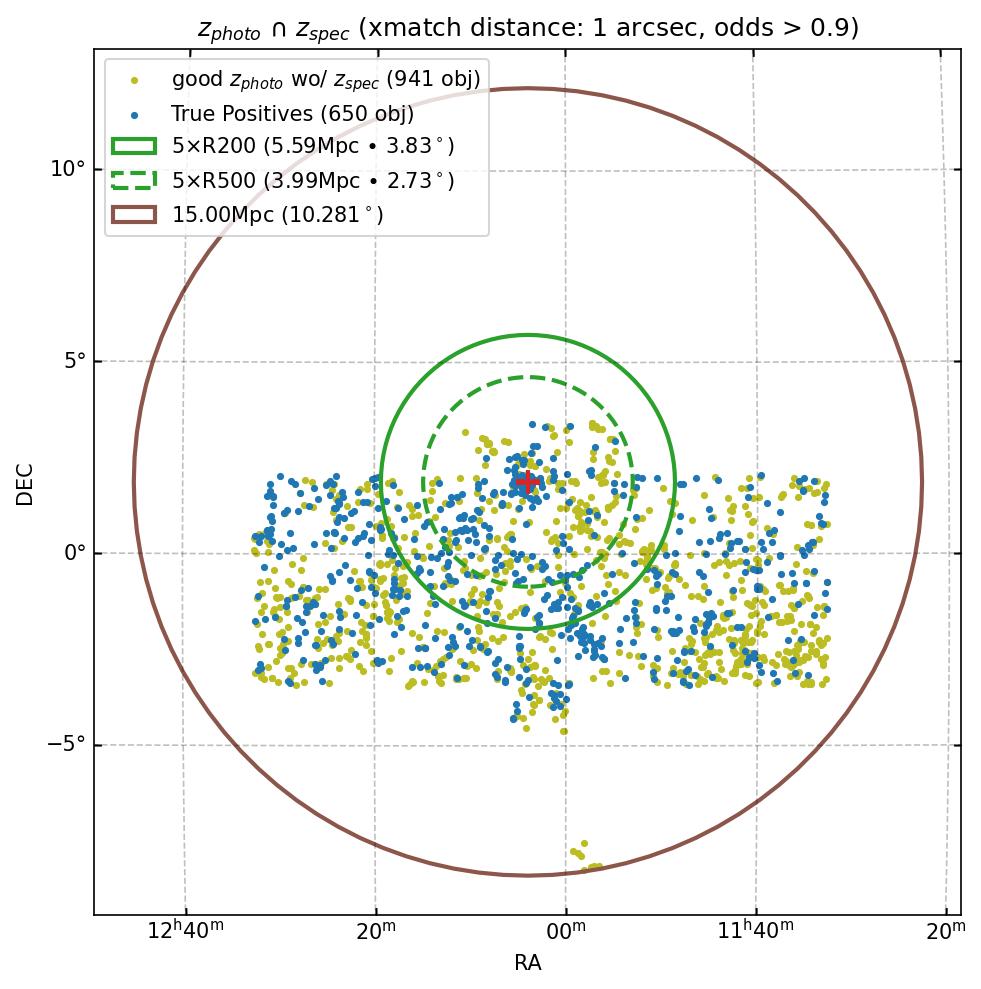 z_photo ∩ z_spec (xmatch distance: 1 arcsec, odds > 0.9)
good z_photo wo/ z_spec (941 obj)
True Positives (650 obj)
5×R200 (5.59Mpc • 3.83°)
5×R500 (3.99Mpc • 2.73°)
15.00Mpc (10.281°)
10°
5°
0°
−5°
DEC
12ʰ40ᵐ 20ᵐ 00ᵐ 11ʰ40ᵐ 20ᵐ
RA